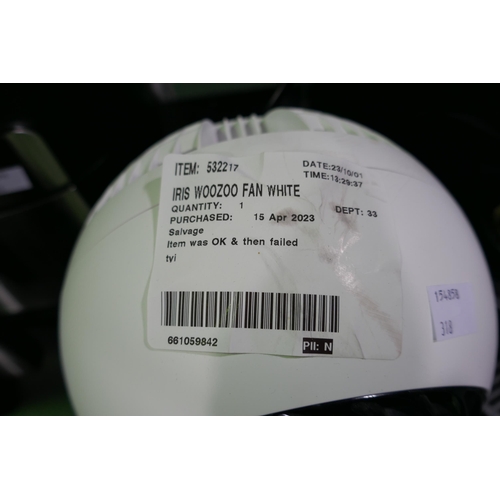 ITEM: 532217
DATE:23/10/01
TIME:13:29:37
IRIS WOOZOO FAN WHITE
QUANTITY: 1
PURCHASED: 15 Apr 2023
DEPT: 33
Salvage
Item was OK & then failed
tyi
661059842
PII: N
154858
318